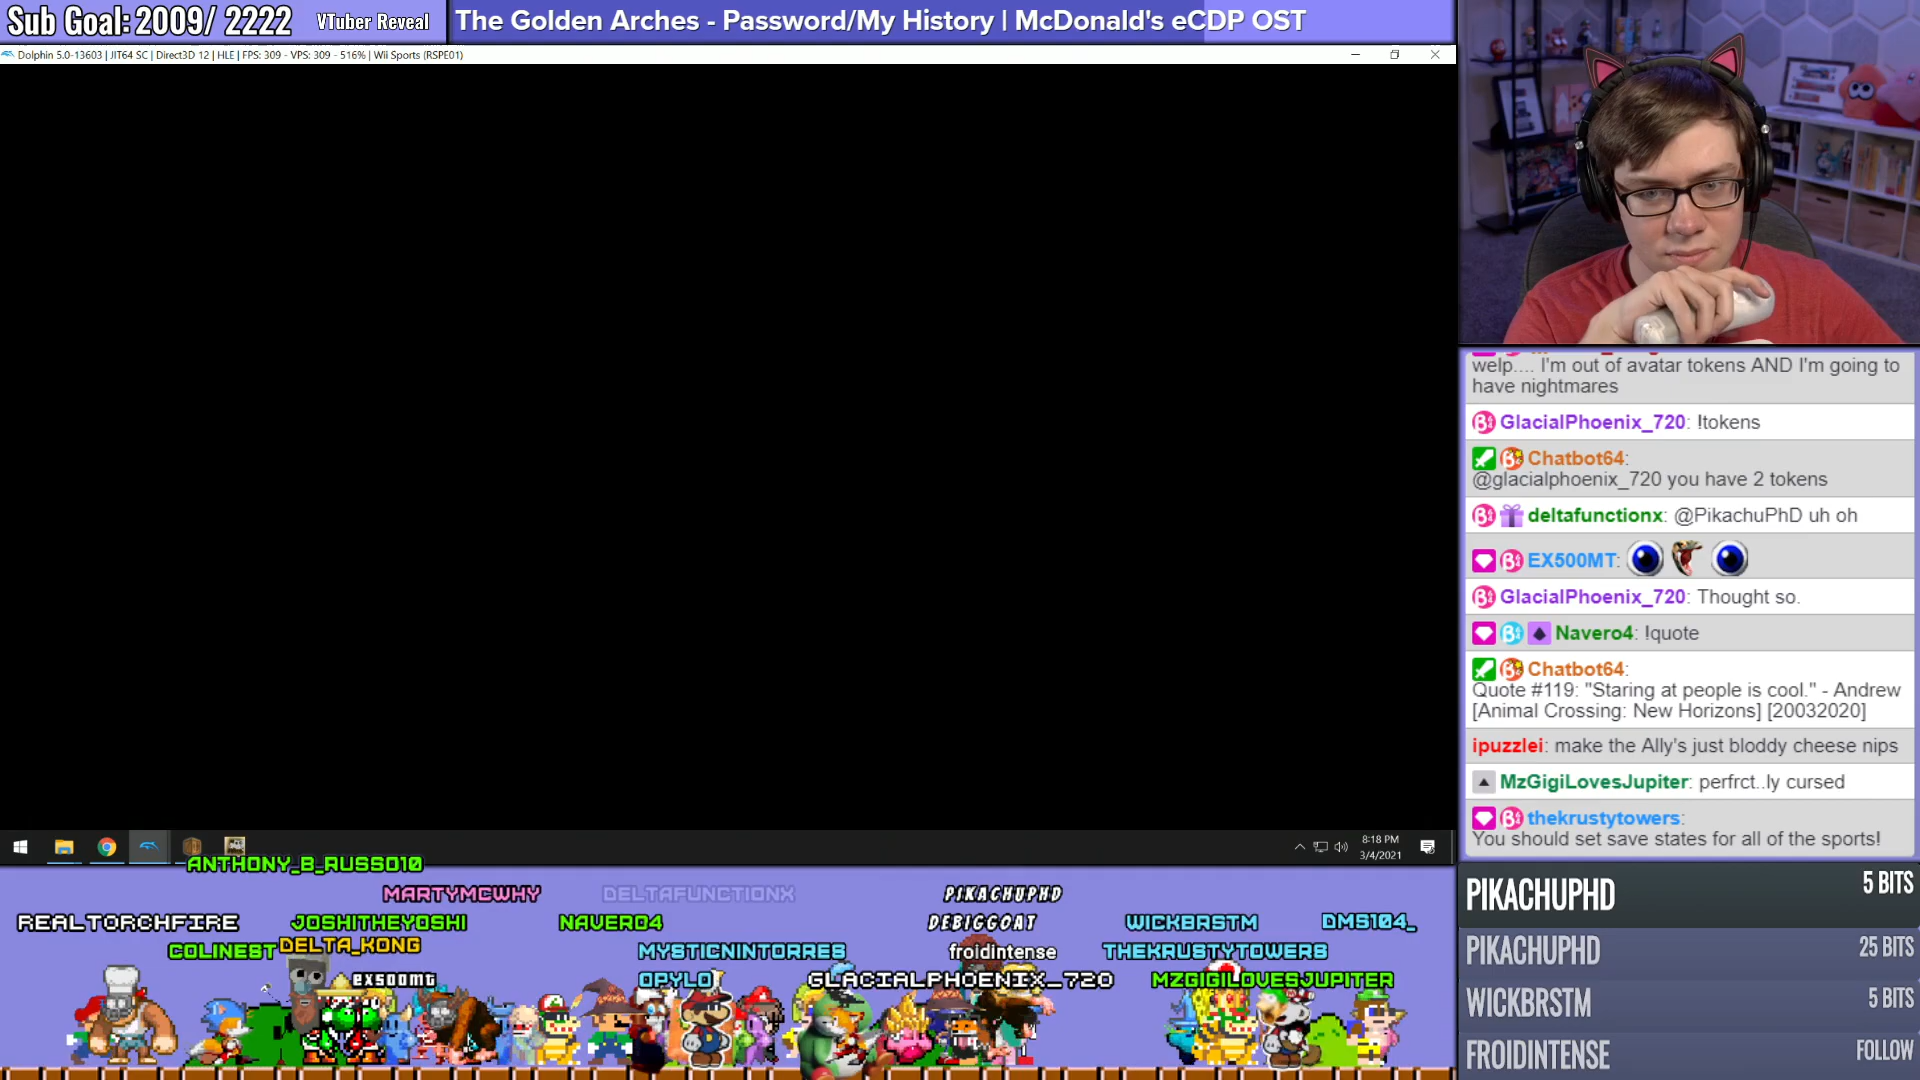 Sub Goal: 2009/ 2222
VTuber Reveal
The Golden Arches - Password/My History | McDonald's eCDP OST
Dolphin 5.0-13603 | JIT64 SC | Direct3D 12 | HLE | FPS: 309 - VPS: 309 - 516% | Wii Sports (RSPE01)
welp.... I'm out of avatar tokens AND I'm going to
have nightmares
GlacialPhoenix_720: !tokens
Chatbot64:
@glacialphoenix_720 you have 2 tokens
deltafunctionx: @PikachuPhD uh oh
EX500MT:
GlacialPhoenix_720: Thought so.
Navero4: !quote
Chatbot64:
Quote #119: "Staring at people is cool." - Andrew
[Animal Crossing: New Horizons] [20032020]
ipuzzlei: make the Ally's just bloddy cheese nips
MzGigiLovesJupiter: perfrct..ly cursed
thekrustytowers:
You should set save states for all of the sports!
8:18 PM
3/4/2021
ANTHONY_B_RUSSO10
MARTYMCWHY
DELTAFUNCTIONX
PIKACHUPHD
REALTORCHFIRE
JOSHITHEYOSHI
NAVERO4
DEBIGGOAT
WICKBRSTM
DMS104_
COLINEST
DELTA_KONG
MYSTICNINTORRES
froidintense
THEKRUSTYTOWERS
ex500mt
OPYLO
GLACIALPHOENIX_720
MZGIGILOVESJUPITER
PIKACHUPHD 5 BITS
PIKACHUPHD 25 BITS
WICKBRSTM 5 BITS
FROIDINTENSE FOLLOW